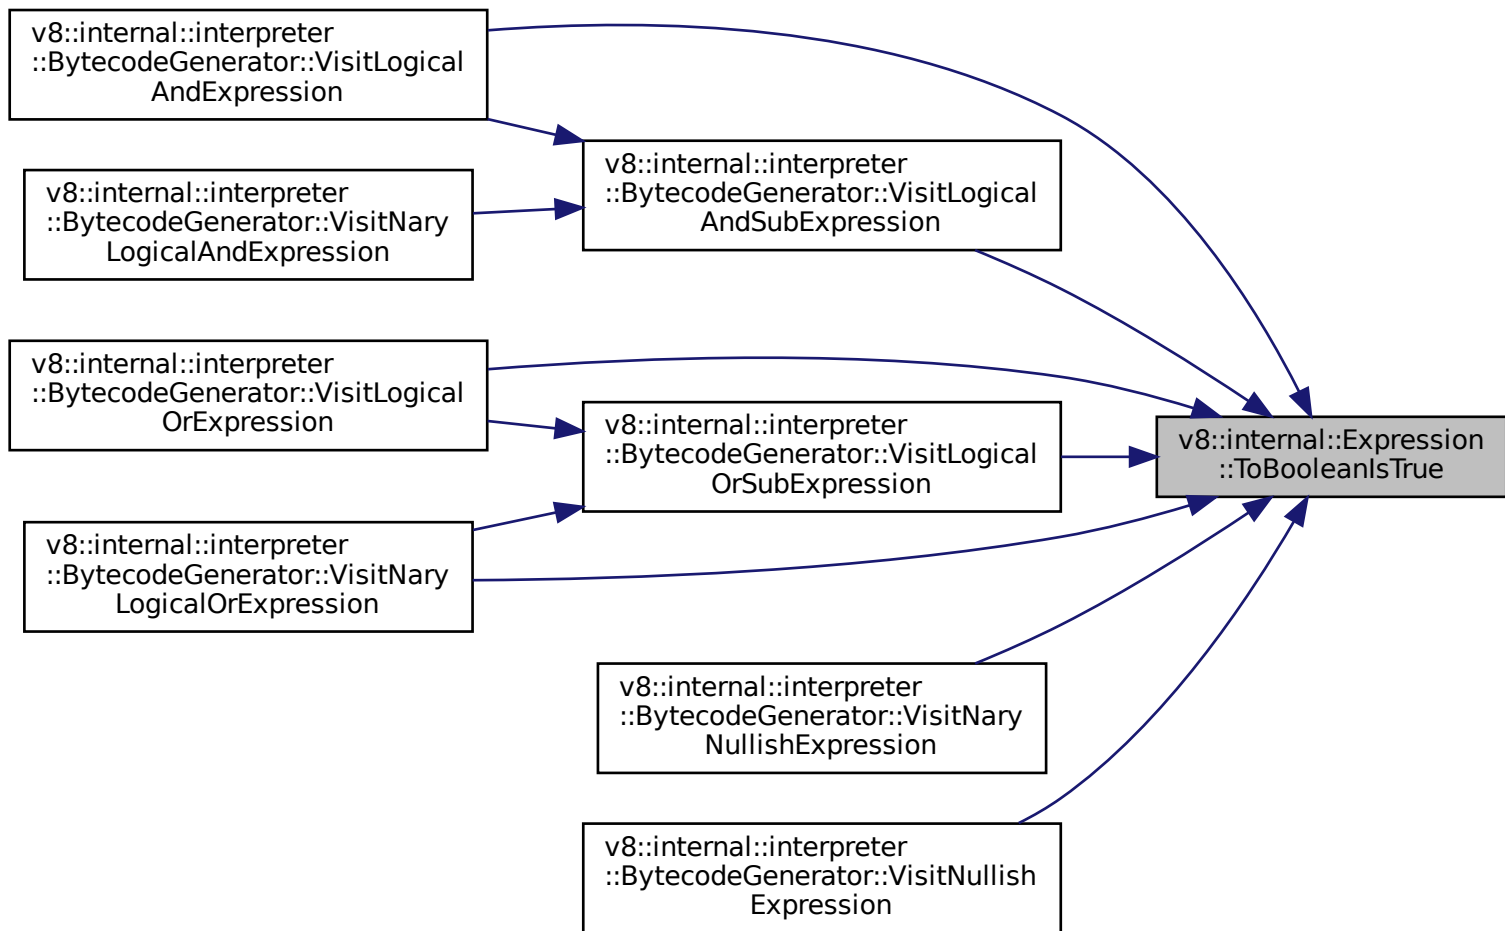 v8::internal::interpreter
::BytecodeGenerator::VisitLogical
AndExpression
v8::internal::interpreter
::BytecodeGenerator::VisitLogical
AndSubExpression
v8::internal::interpreter
::BytecodeGenerator::VisitNary
LogicalAndExpression
v8::internal::interpreter
::BytecodeGenerator::VisitLogical
OrExpression
v8::internal::interpreter
::BytecodeGenerator::VisitLogical
OrSubExpression
v8::internal::Expression
::ToBooleanIsTrue
v8::internal::interpreter
::BytecodeGenerator::VisitNary
LogicalOrExpression
v8::internal::interpreter
::BytecodeGenerator::VisitNary
NullishExpression
v8::internal::interpreter
::BytecodeGenerator::VisitNullish
Expression